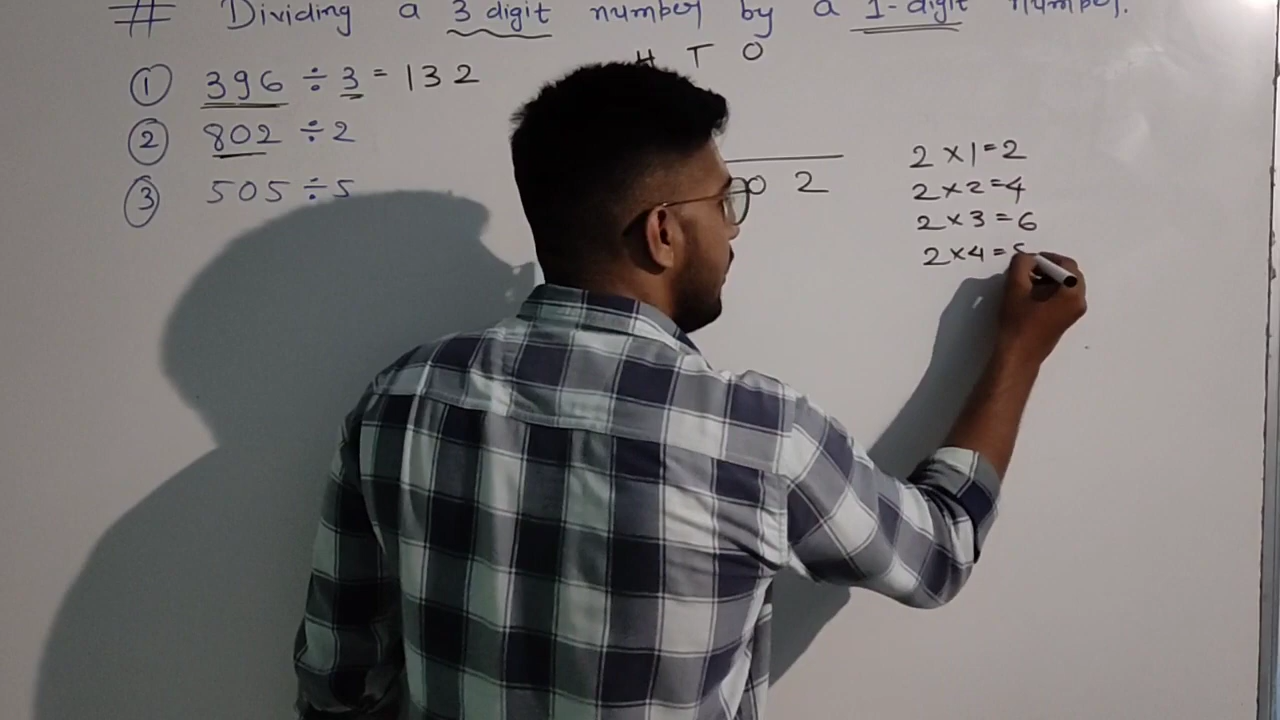 # Dividing a 3 digit number by a 1-digit number.
① 396 ÷ 3 = 132
② 802 ÷ 2
③ 505 ÷ 5
H T O
0 2
2 × 1 = 2
2 × 2 = 4
2 × 3 = 6
2 × 4 =